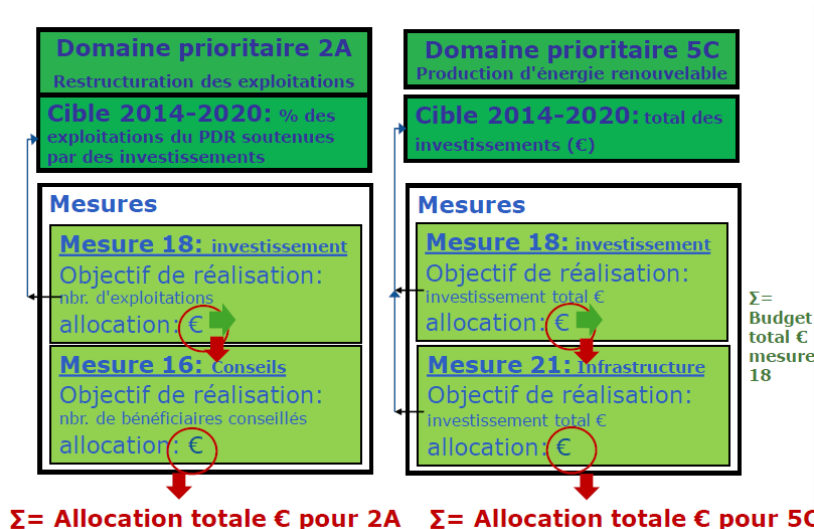 Domaine prioritaire 2A
Restructuration des exploitations
Cible 2014-2020: % des
exploitations du PDR soutenues
par des investissements
Mesures
Mesure 18: investissement
Objectif de réalisation:
nbr. d'exploitations
allocation: €
Mesure 16: Conseils
Objectif de réalisation:
nbr. de bénéficiaires conseillés
allocation: €
Σ= Allocation totale € pour 2A
Domaine prioritaire 5C
Production d'énergie renouvelable
Cible 2014-2020: total des
investissements (€)
Mesures
Mesure 18: investissement
Objectif de réalisation:
investissement total €
allocation: €
Mesure 21: Infrastructure
Objectif de réalisation:
investissement total €
allocation: €
Σ= Allocation totale € pour 5C
Σ=
Budget
total €
mesure
18